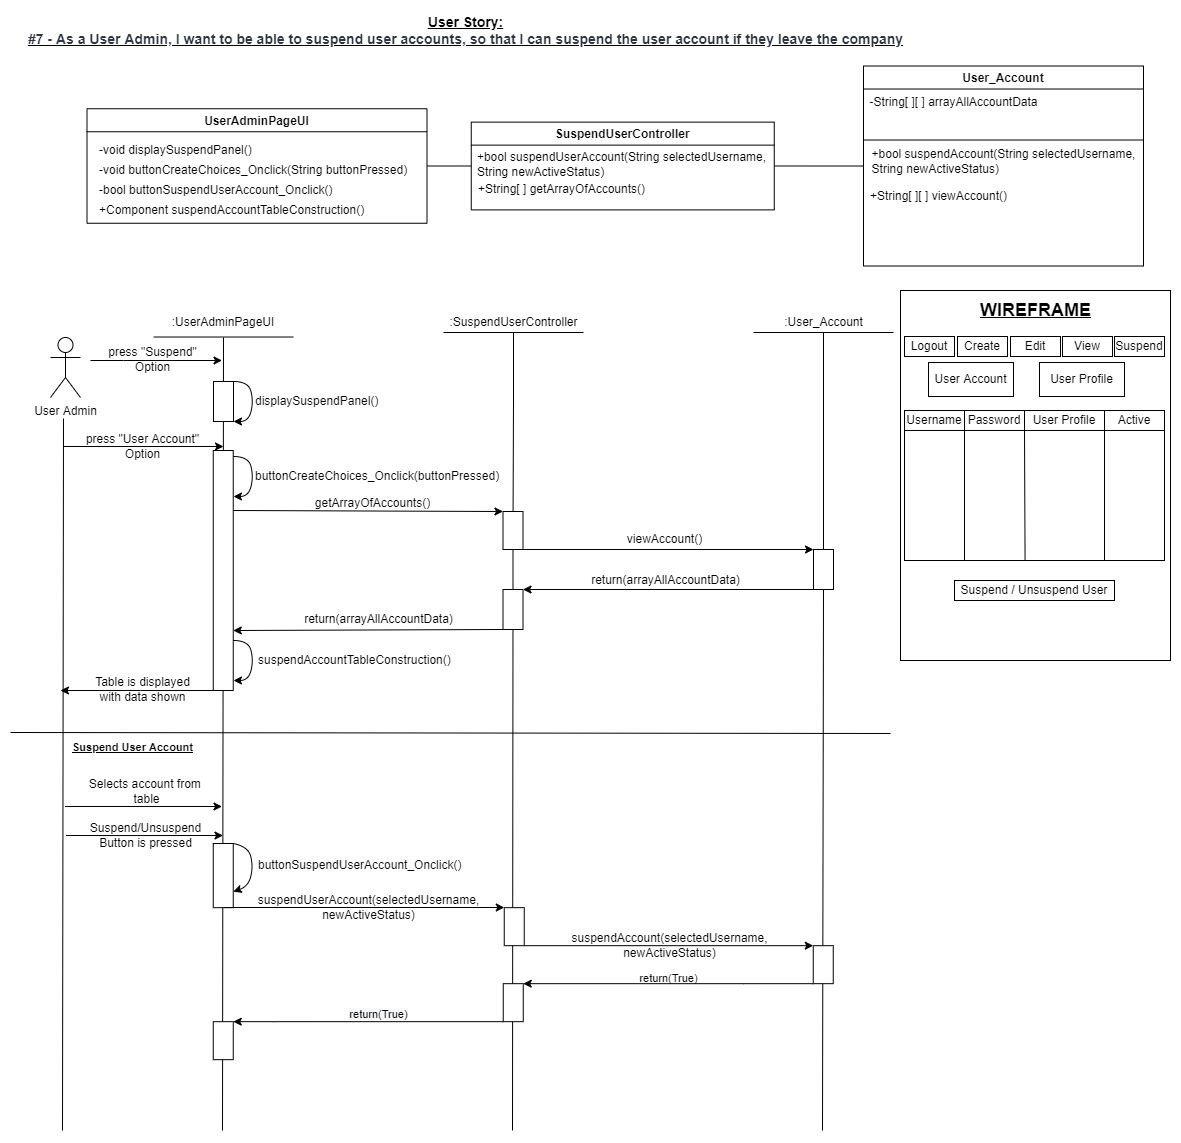 User Story:
#7 - As a User Admin, I want to be able to suspend user accounts, so that I can suspend the user account if they leave the company
UserAdminPageUI
-void displaySuspendPanel()
-void buttonCreateChoices_Onclick(String buttonPressed)
-bool buttonSuspendUserAccount_Onclick()
+Component suspendAccountTableConstruction()
SuspendUserController
+bool suspendUserAccount(String selectedUsername,
String newActiveStatus)
+String[ ] getArrayOfAccounts()
User_Account
-String[ ][ ] arrayAllAccountData
+bool suspendAccount(String selectedUsername,
String newActiveStatus)
+String[ ][ ] viewAccount()
:UserAdminPageUI
:SuspendUserController
:User_Account
User Admin
press "Suspend"
Option
displaySuspendPanel()
press "User Account"
Option
buttonCreateChoices_Onclick(buttonPressed)
getArrayOfAccounts()
viewAccount()
return(arrayAllAccountData)
return(arrayAllAccountData)
suspendAccountTableConstruction()
Table is displayed
with data shown
Suspend User Account
Selects account from
table
Suspend/Unsuspend
Button is pressed
buttonSuspendUserAccount_Onclick()
suspendUserAccount(selectedUsername,
newActiveStatus)
suspendAccount(selectedUsername,
newActiveStatus)
return(True)
return(True)
WIREFRAME
Logout Create Edit View Suspend
User Account User Profile
Username Password User Profile Active
Suspend / Unsuspend User